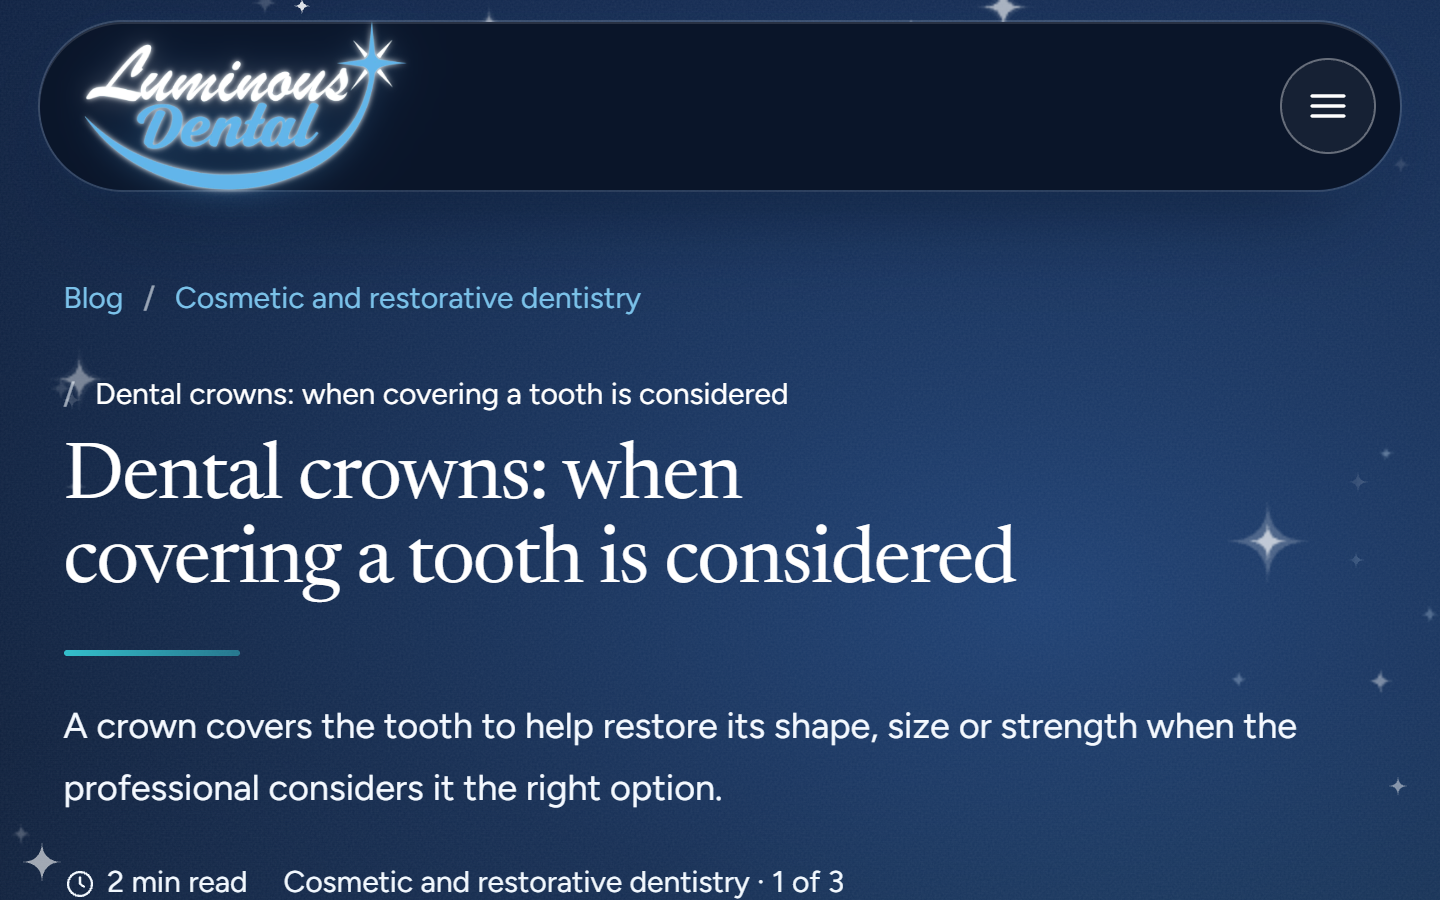 Luminous
Dental
Blog / Cosmetic and restorative dentistry
/ Dental crowns: when covering a tooth is considered
Dental crowns: when
covering a tooth is considered
A crown covers the tooth to help restore its shape, size or strength when the
professional considers it the right option.
2 min read Cosmetic and restorative dentistry · 1 of 3